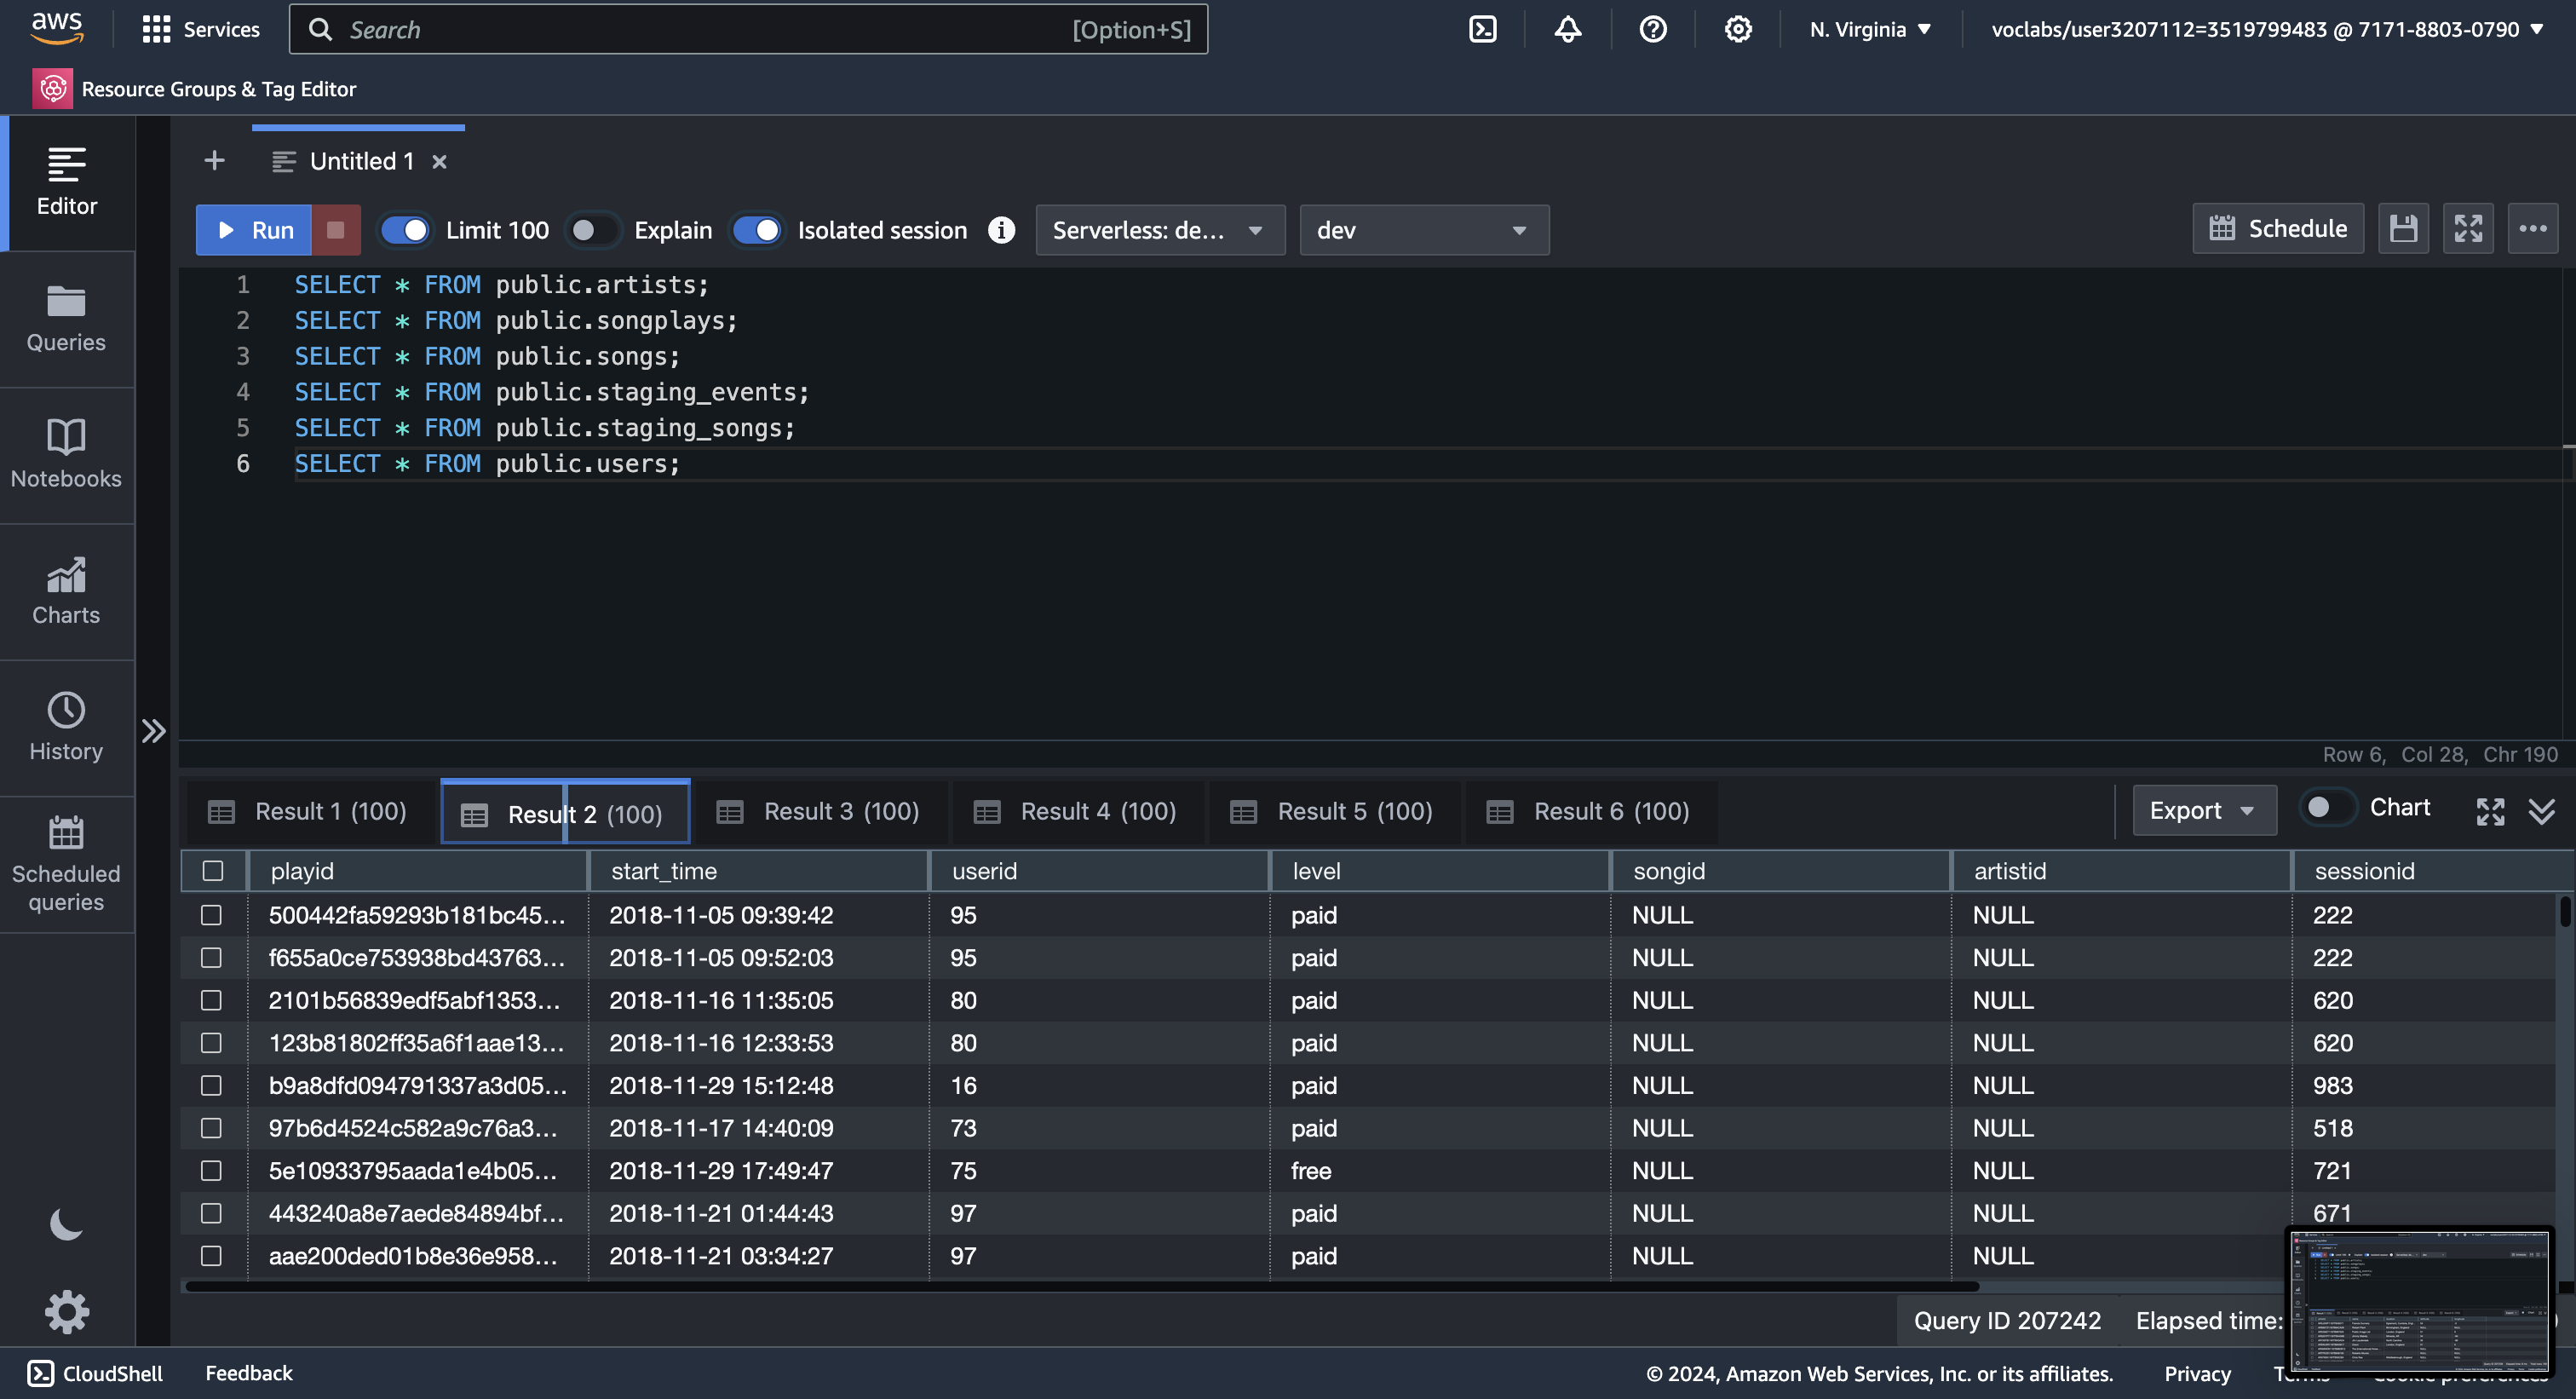 aws
Services
Search [Option+S]
N. Virginia
voclabs/user3207112=3519799483 @ 7171-8803-0790
Resource Groups & Tag Editor
Editor
Queries
Notebooks
Charts
History
Scheduled
queries
Untitled 1
Run
Limit 100
Explain
Isolated session
Serverless: de...
dev
Schedule
1 SELECT * FROM public.artists;
2 SELECT * FROM public.songplays;
3 SELECT * FROM public.songs;
4 SELECT * FROM public.staging_events;
5 SELECT * FROM public.staging_songs;
6 SELECT * FROM public.users;
Row 6, Col 28, Chr 190
Result 1 (100) Result 2 (100) Result 3 (100) Result 4 (100) Result 5 (100) Result 6 (100)
Export
Chart
playid start_time userid level songid artistid sessionid
500442fa59293b181bc45... 2018-11-05 09:39:42 95 paid NULL NULL 222
f655a0ce753938bd43763... 2018-11-05 09:52:03 95 paid NULL NULL 222
2101b56839edf5abf1353... 2018-11-16 11:35:05 80 paid NULL NULL 620
123b81802ff35a6f1aae13... 2018-11-16 12:33:53 80 paid NULL NULL 620
b9a8dfd094791337a3d05... 2018-11-29 15:12:48 16 paid NULL NULL 983
97b6d4524c582a9c76a3... 2018-11-17 14:40:09 73 paid NULL NULL 518
5e10933795aada1e4b05... 2018-11-29 17:49:47 75 free NULL NULL 721
443240a8e7aede84894bf... 2018-11-21 01:44:43 97 paid NULL NULL 671
aae200ded01b8e36e958... 2018-11-21 03:34:27 97 paid NULL NULL
Query ID 207242 Elapsed time:
CloudShell Feedback © 2024, Amazon Web Services, Inc. or its affiliates. Privacy Terms Cookie preferences